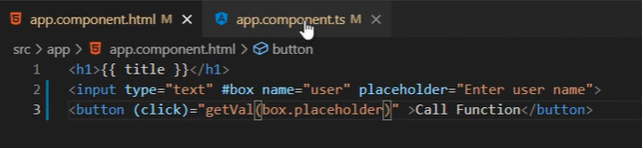 app.component.html M
app.component.ts M
src > app > app.component.html > button
1 <h1>{{ title }}</h1>
2 <input type="text" #box name="user" placeholder="Enter user name">
3 <button (click)="getVal(box.placeholder)" >Call Function</button>